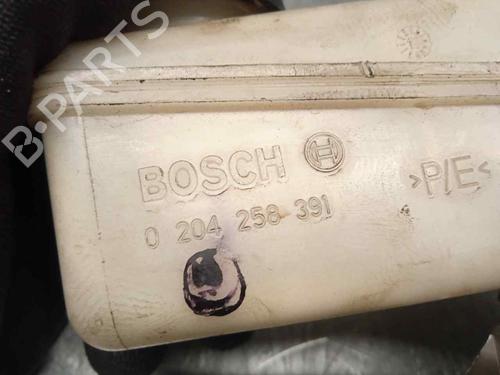 BOSCH
0 204 258 391
>P/E<
B-PARTS